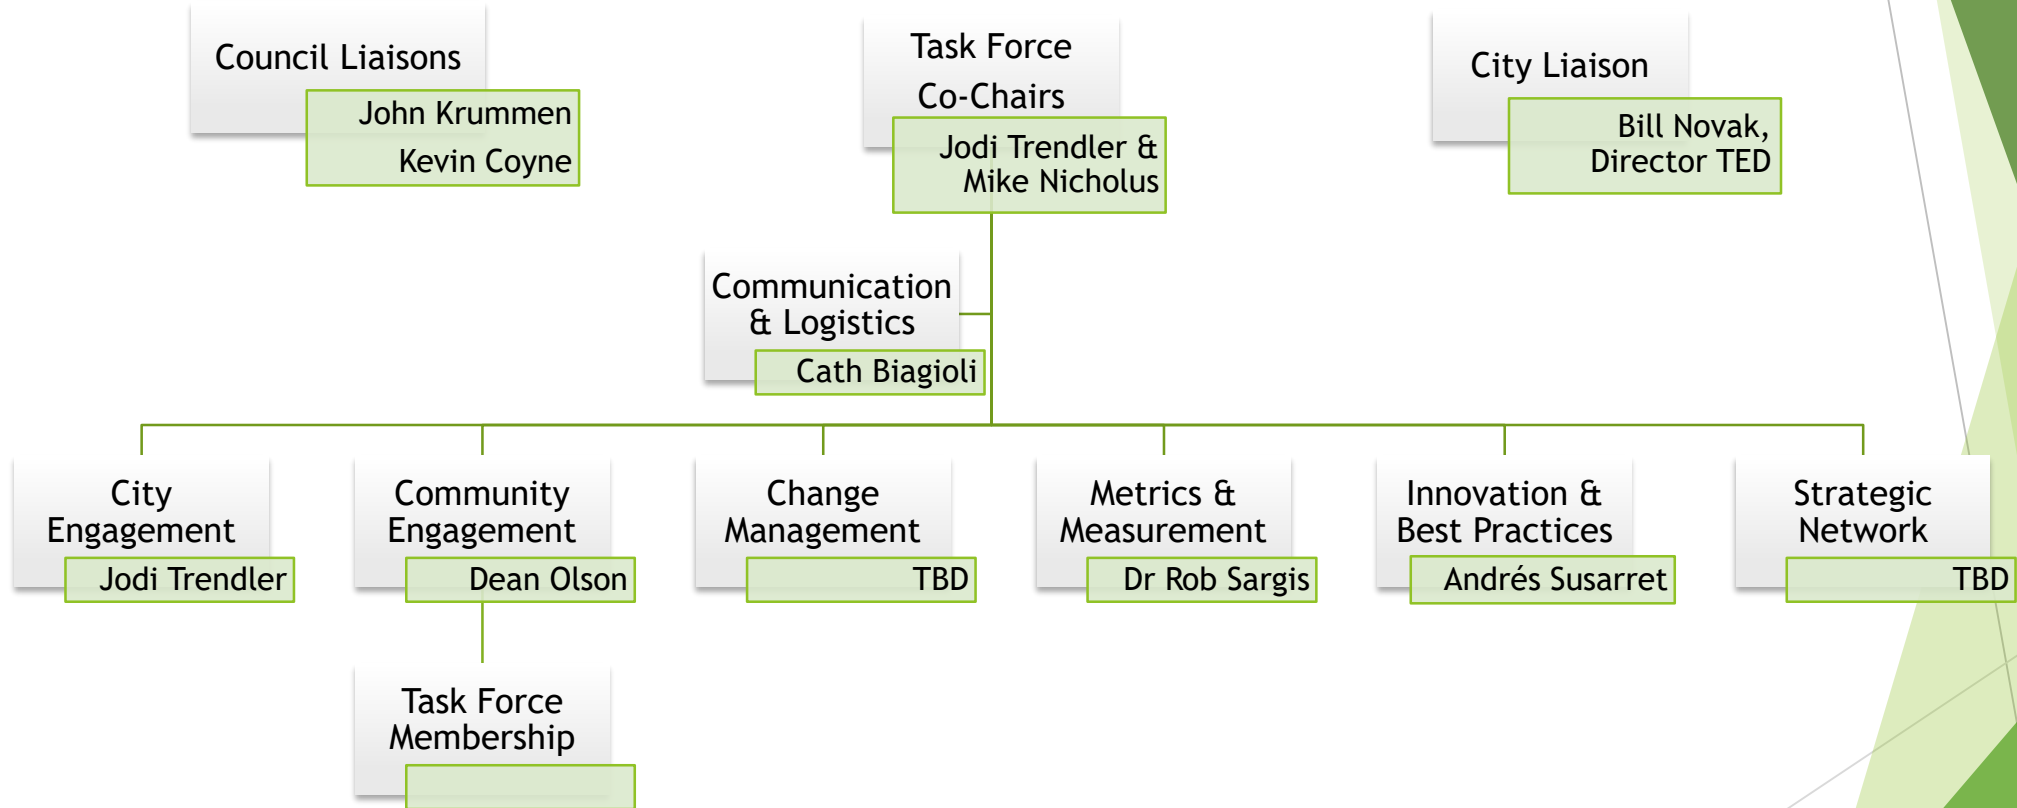 Council Liaisons
John Krummen
Kevin Coyne
Task Force
Co-Chairs
Jodi Trendler &
Mike Nicholus
City Liaison
Bill Novak,
Director TED
Communication
& Logistics
Cath Biagioli
City
Engagement
Jodi Trendler
Community
Engagement
Dean Olson
Change
Management
TBD
Metrics &
Measurement
Dr Rob Sargis
Innovation &
Best Practices
Andrés Susarret
Strategic
Network
TBD
Task Force
Membership